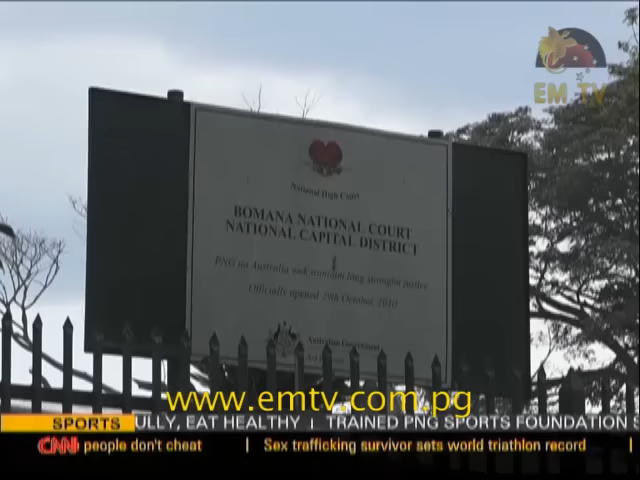 EM TV
National High Court
BOMANA NATIONAL COURT
NATIONAL CAPITAL DISTRICT
PNG na Australia wok wantaim long strongim justice
Officially opened 29th October, 2010
Australian Government
www.emtv.com.pg
SPORTS ULLY, EAT HEALTHY | TRAINED PNG SPORTS FOUNDATION S
CNN people don't cheat | Sex trafficking survivor sets world triathlon record |